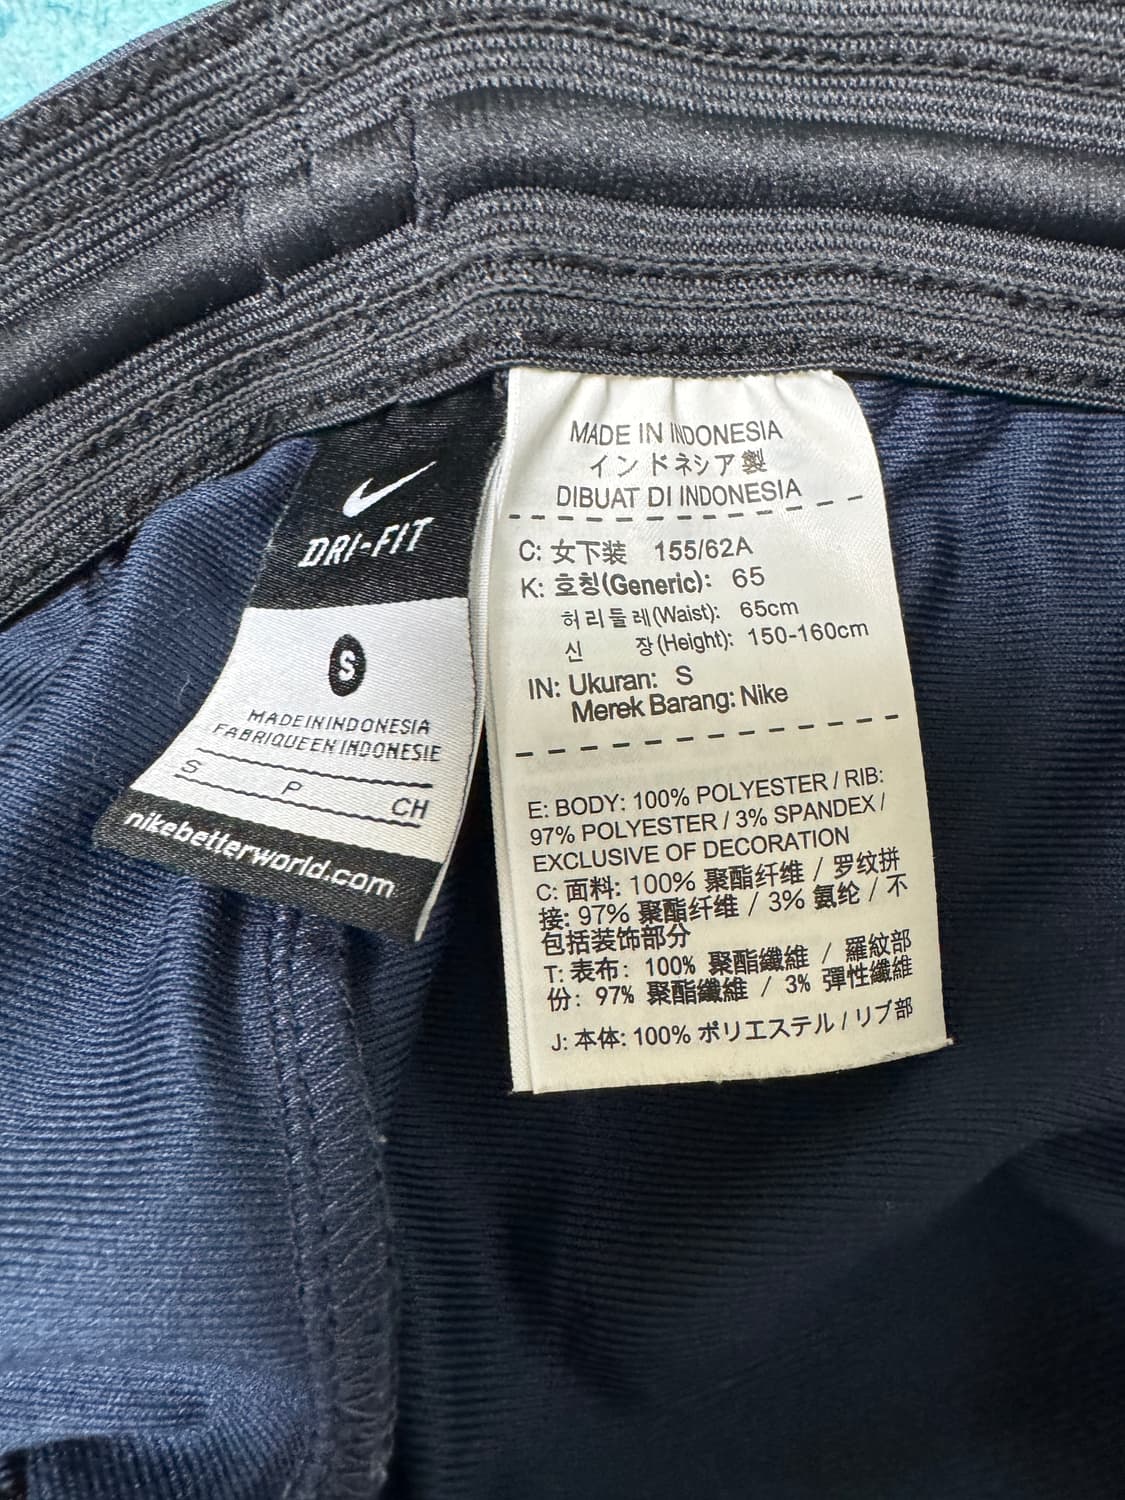 DRI-FIT
S
MADE IN INDONESIA
FABRIQUE EN INDONESIE
S P CH
nikebetterworld.com
MADE IN INDONESIA
インドネシア製
DIBUAT DI INDONESIA
C: 女下装 155/62A
K: 호칭(Generic): 65
허리둘레(Waist): 65cm
신 장(Height): 150-160cm
IN: Ukuran: S
Merek Barang: Nike
E: BODY: 100% POLYESTER / RIB:
97% POLYESTER / 3% SPANDEX /
EXCLUSIVE OF DECORATION
C: 面料: 100% 聚酯纤维 / 罗纹拼
接: 97% 聚酯纤维 / 3% 氨纶 / 不
包括装饰部分
T: 表布: 100% 聚酯纖維 / 羅紋部
份: 97% 聚酯纖維 / 3% 彈性纖維
J: 本体: 100% ポリエステル / リブ部